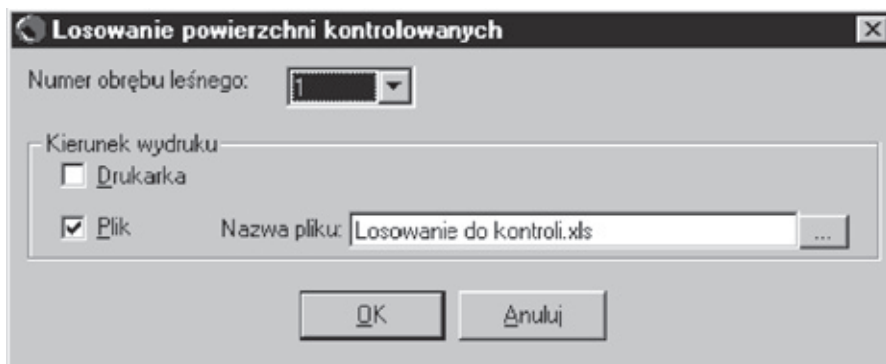 Losowanie powierzchni kontrolowanych
Numer obrębu leśnego: 1
Kierunek wydruku
Drukarka
Plik Nazwa pliku: Losowanie do kontroli.xls ...
OK Anuluj